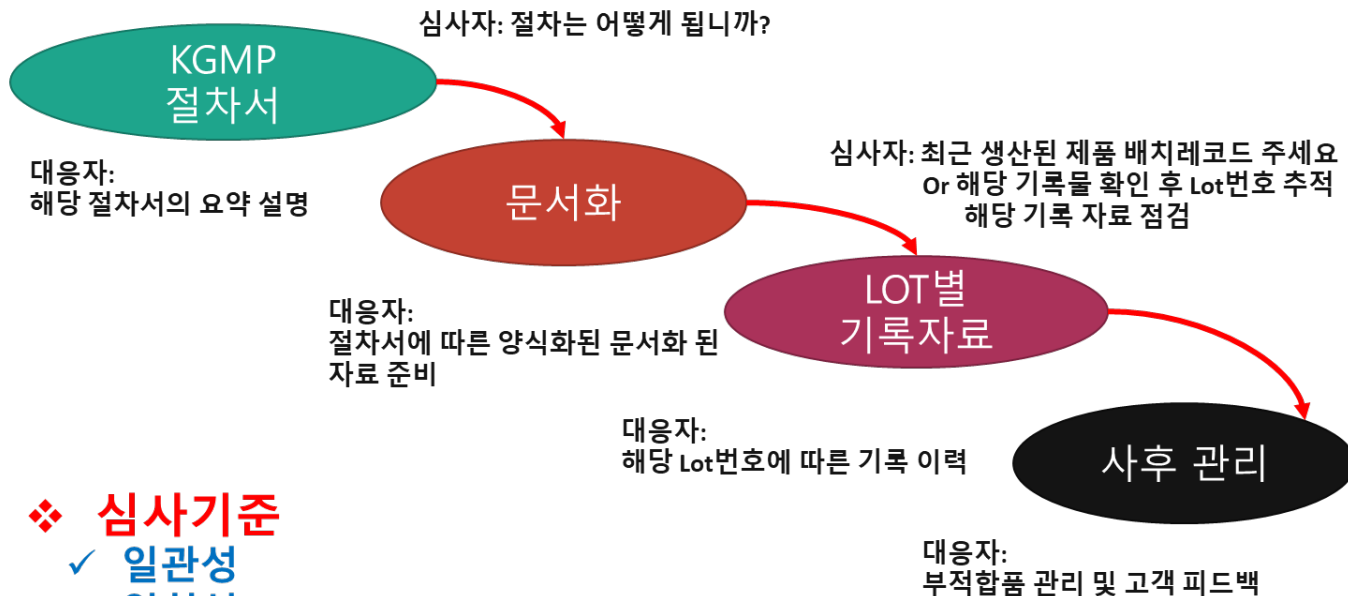 심사자: 절차는 어떻게 됩니까?
KGMP
절차서
대응자:
해당 절차서의 요약 설명
문서화
심사자: 최근 생산된 제품 배치레코드 주세요
Or 해당 기록물 확인 후 Lot번호 추적
해당 기록 자료 점검
대응자:
절차서에 따른 양식화된 문서화 된
자료 준비
LOT별
기록자료
대응자:
해당 Lot번호에 따른 기록 이력
사후 관리
❖ 심사기준
✓ 일관성
대응자:
부적합품 관리 및 고객 피드백